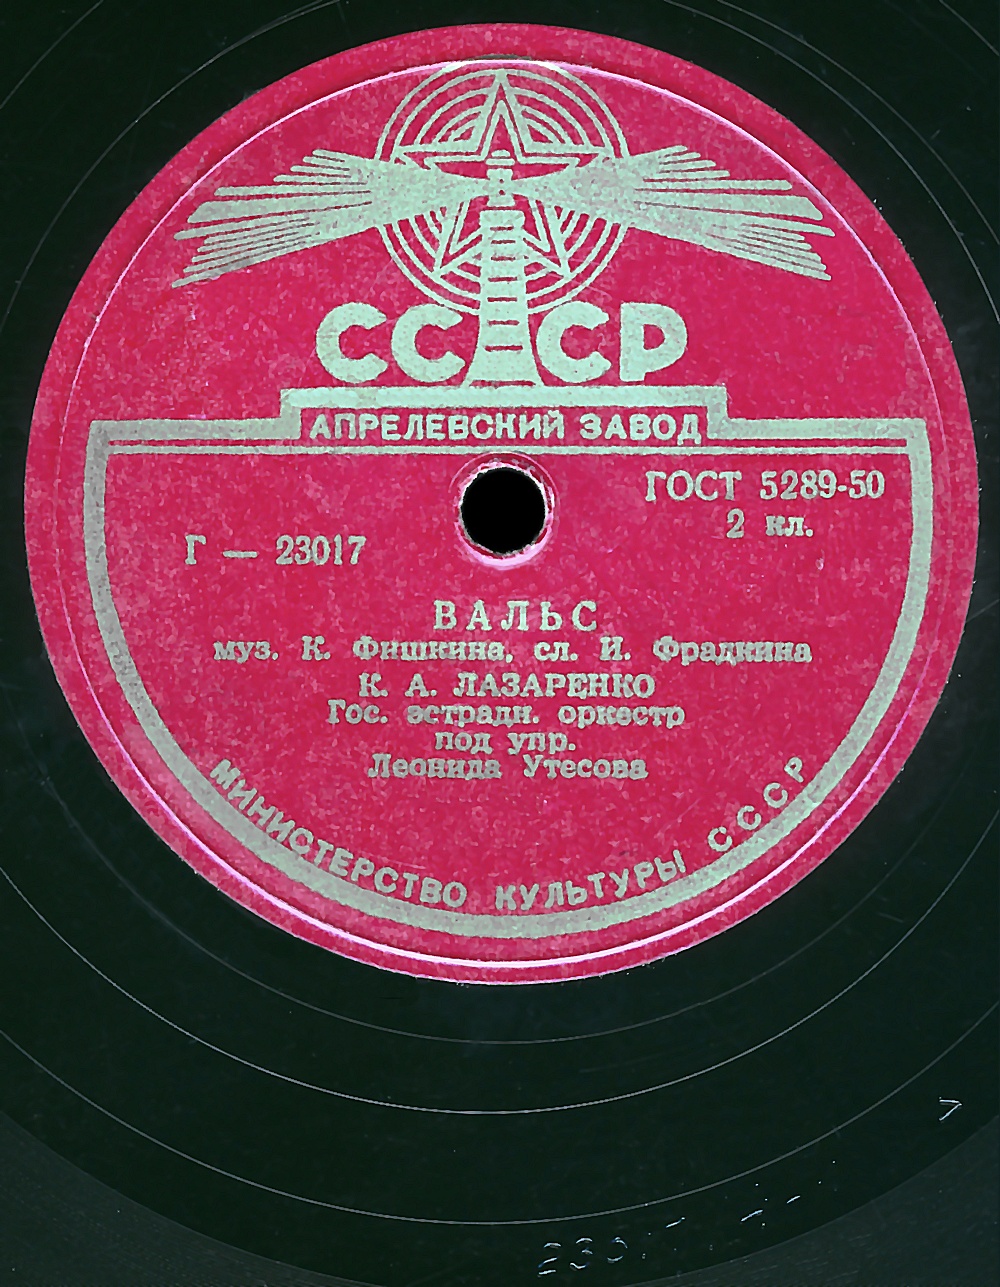 СССР
АПРЕЛЕВСКИЙ ЗАВОД
ГОСТ 5289-50
2 кл.
Г — 23017
ВАЛЬС
муз. К. Фишкина, сл. И. Фрадкина
К. А. ЛАЗАРЕНКО
Гос. эстрадн. оркестр
под упр.
Леонида Утесова
МИНИСТЕРСТВО КУЛЬТУРЫ СССР
7